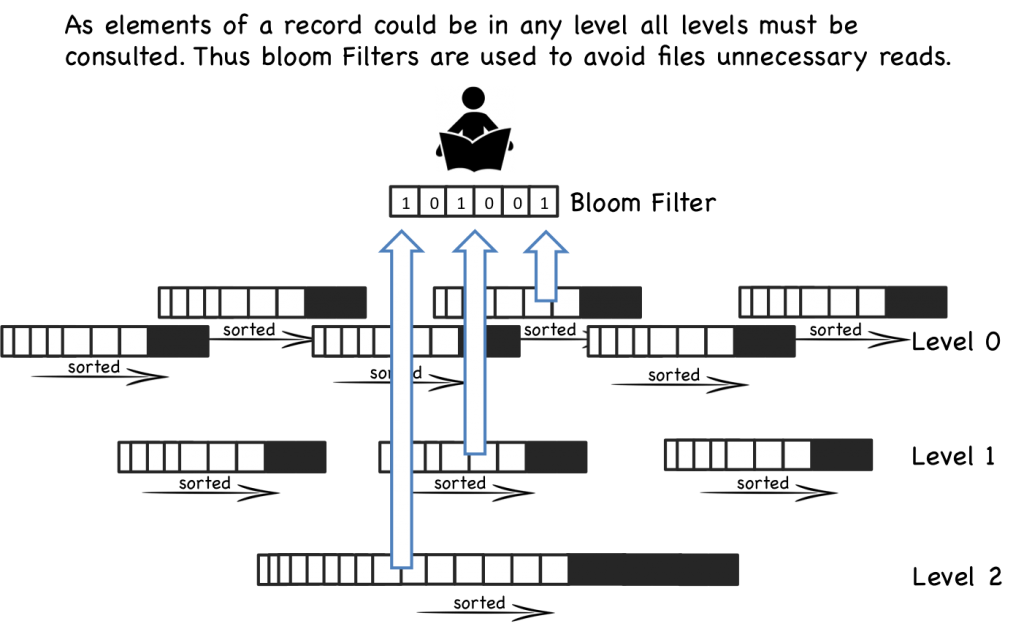 As elements of a record could be in any level all levels must be
consulted. Thus bloom Filters are used to avoid files unnecessary reads.
1 0 1 0 0 1 Bloom Filter
sorted sorted sorted
Level 0
sorted sorted
Level 1
sorted sorted sorted
Level 2
sorted